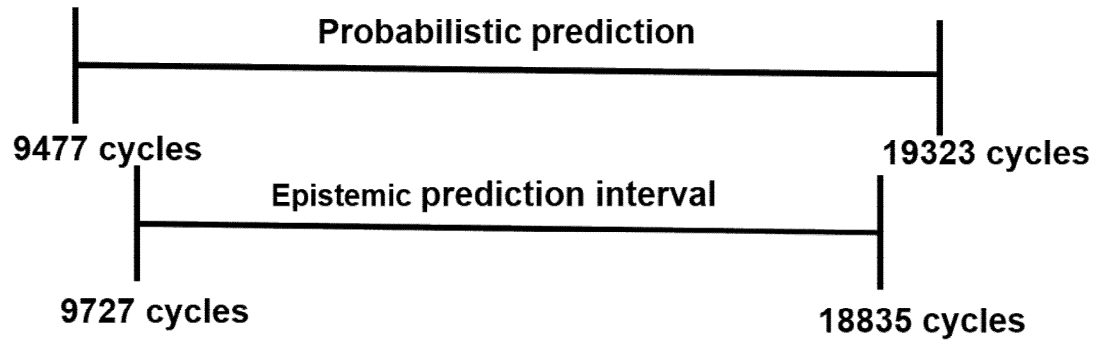 Probabilistic prediction
9477 cycles
19323 cycles
Epistemic prediction interval
9727 cycles
18835 cycles